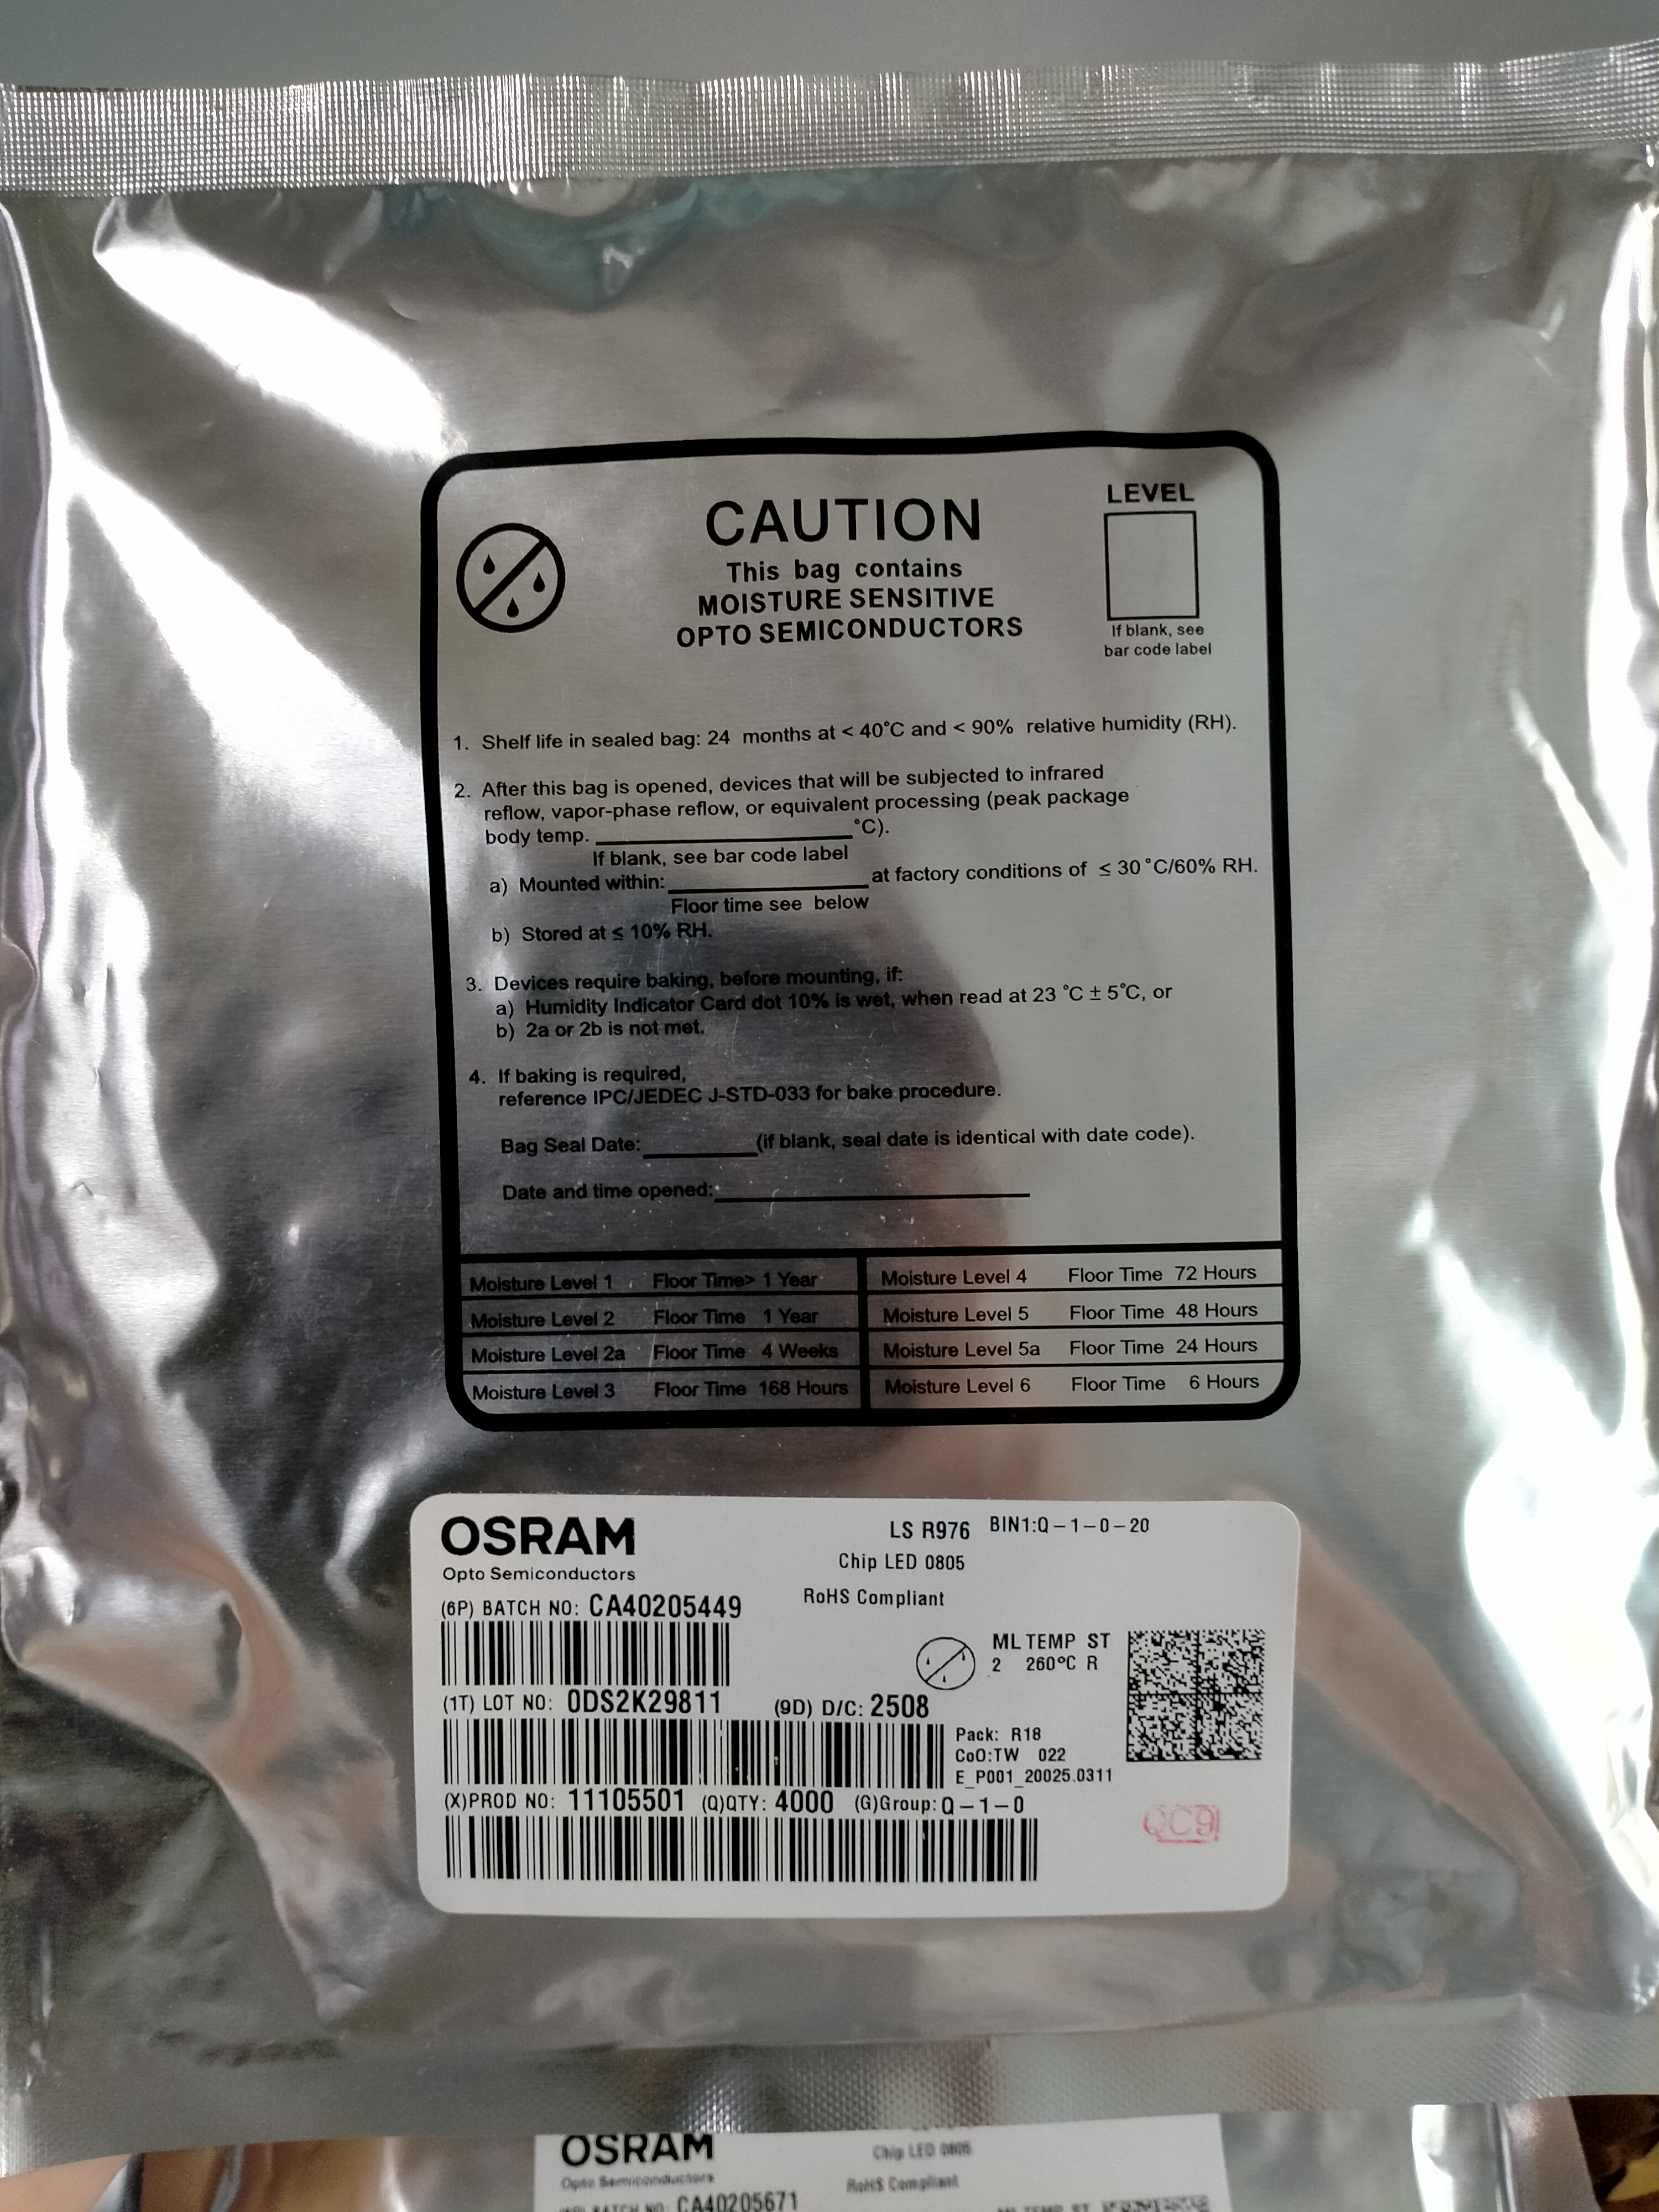 CAUTION
This bag contains
MOISTURE SENSITIVE
OPTO SEMICONDUCTORS
LEVEL
If blank, see
bar code label
1. Shelf life in sealed bag: 24 months at < 40°C and < 90% relative humidity (RH).
2. After this bag is opened, devices that will be subjected to infrared
reflow, vapor-phase reflow, or equivalent processing (peak package
body temp. ____________ °C).
If blank, see bar code label
a) Mounted within: ____________ at factory conditions of ≤ 30 °C/60% RH.
Floor time see below
b) Stored at ≤ 10% RH.
3. Devices require baking, before mounting, if:
a) Humidity Indicator Card dot 10% is wet, when read at 23 °C ± 5°C, or
b) 2a or 2b is not met.
4. If baking is required,
reference IPC/JEDEC J-STD-033 for bake procedure.
Bag Seal Date:________(if blank, seal date is identical with date code).
Date and time opened:____________________
Moisture Level 1 Floor Time> 1 Year Moisture Level 4 Floor Time 72 Hours
Moisture Level 2 Floor Time 1 Year Moisture Level 5 Floor Time 48 Hours
Moisture Level 2a Floor Time 4 Weeks Moisture Level 5a Floor Time 24 Hours
Moisture Level 3 Floor Time 168 Hours Moisture Level 6 Floor Time 6 Hours
OSRAM
Opto Semiconductors
LS R976 BIN1:Q-1-0-20
Chip LED 0805
RoHS Compliant
(6P) BATCH NO: CA40205449
ML TEMP ST
2 260°C R
(1T) LOT NO: 0DS2K29811 (9D) D/C: 2508
Pack: R18
CoO:TW 022
E_P001_20025.0311
(X)PROD NO: 11105501 (Q)QTY: 4000 (G)Group: Q-1-0
QC9
OSRAM
Opto Semiconductors
Chip LED 0805
RoHS Compliant
BATCH NO: CA40205671
ML TEMP ST